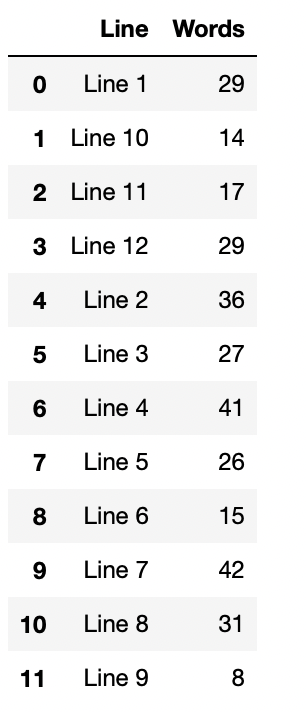 Line Words
0 Line 1 29
1 Line 10 14
2 Line 11 17
3 Line 12 29
4 Line 2 36
5 Line 3 27
6 Line 4 41
7 Line 5 26
8 Line 6 15
9 Line 7 42
10 Line 8 31
11 Line 9 8